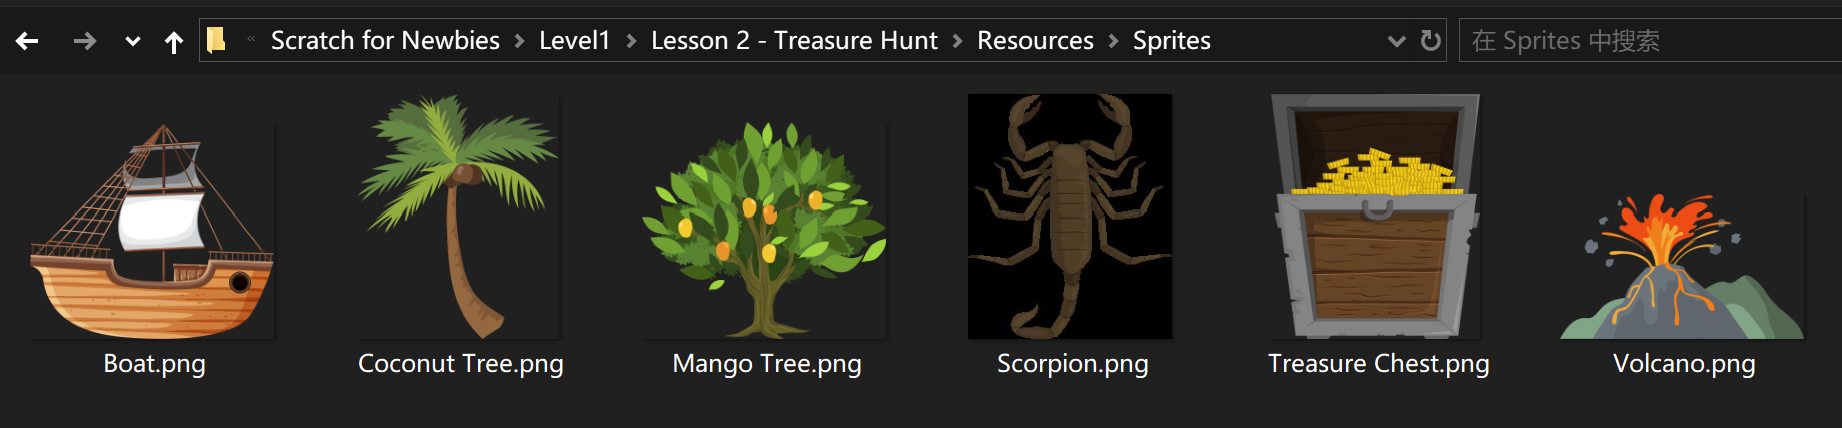 « Scratch for Newbies > Level1 > Lesson 2 - Treasure Hunt > Resources > Sprites
在 Sprites 中搜索
Boat.png
Coconut Tree.png
Mango Tree.png
Scorpion.png
Treasure Chest.png
Volcano.png